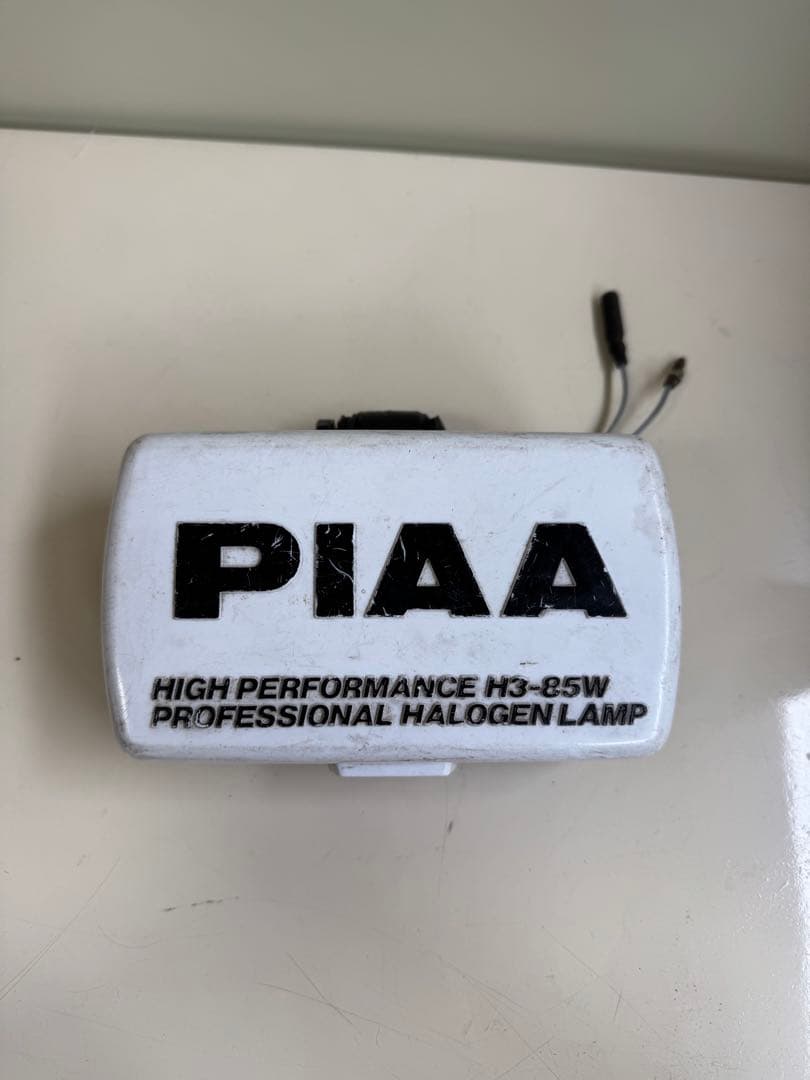 PIAA
HIGH PERFORMANCE H3-85W
PROFESSIONAL HALOGEN LAMP